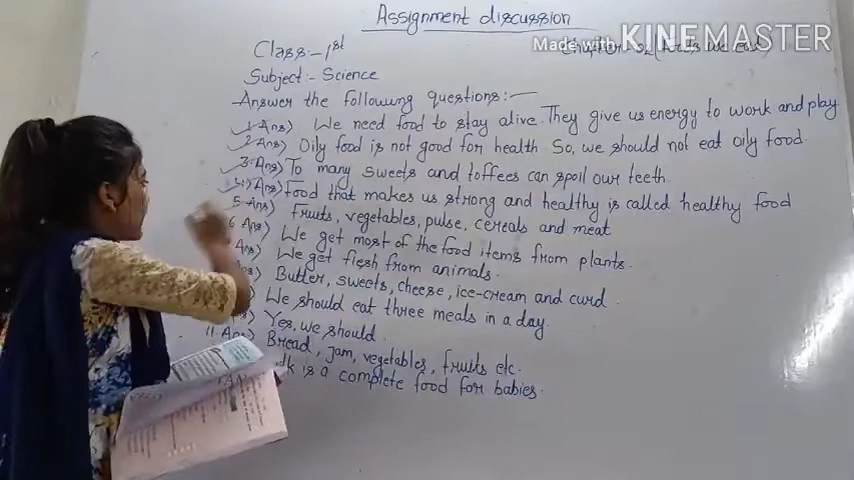 Assignment discussion
Made with KINEMASTER
Class:- 1st
Subject:- Science
Answer the following questions:-
1 Ans) We need food to stay alive. They give us energy to work and play
2 Ans) Oily food is not good for health. So, we should not eat oily food
3 Ans) To many sweets and toffees can spoil our teeth
4) Ans) Food that makes us strong and healthy is called healthy food
5 Ans) Fruits, vegetables, pulse, cereals and meat
6 Ans) We get most of the food items from plants.
Ans) We get flesh from animals.
Ans) Butter, sweets, cheese, ice-cream and curd.
We should eat three meals in a day.
Yes, we should.
11. Ans) Bread, jam, vegetables, fruits etc.
is a complete food for babies.